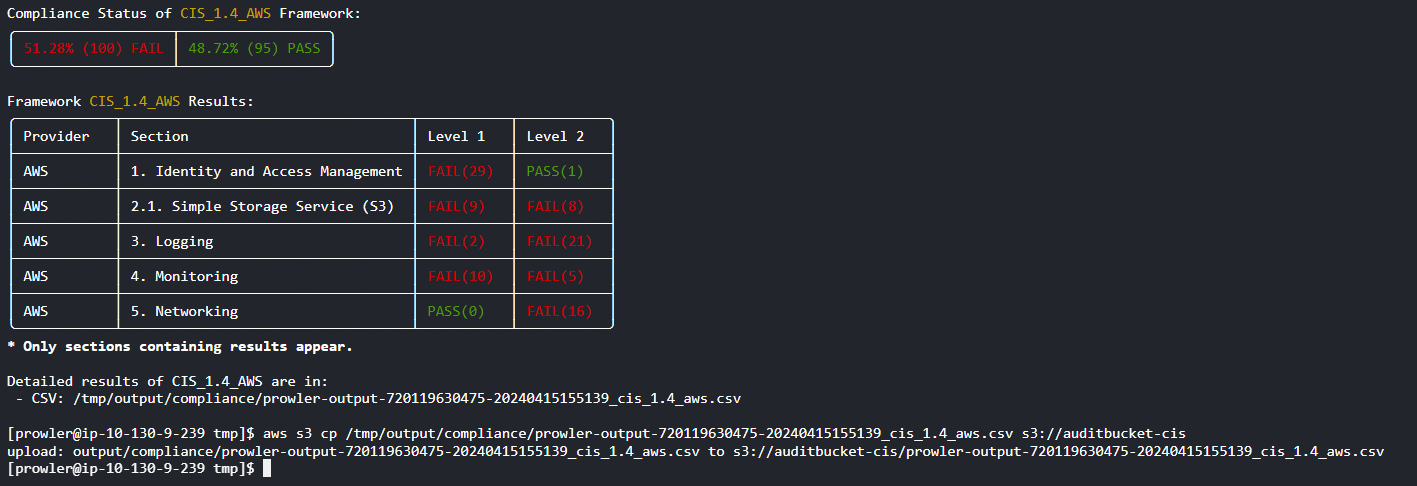 Compliance Status of CIS_1.4_AWS Framework:
51.28% (100) FAIL 48.72% (95) PASS
Framework CIS_1.4_AWS Results:
Provider Section Level 1 Level 2
AWS 1. Identity and Access Management FAIL(29) PASS(1)
AWS 2.1. Simple Storage Service (S3) FAIL(9) FAIL(8)
AWS 3. Logging FAIL(2) FAIL(21)
AWS 4. Monitoring FAIL(10) FAIL(5)
AWS 5. Networking PASS(0) FAIL(16)
* Only sections containing results appear.
Detailed results of CIS_1.4_AWS are in:
- CSV: /tmp/output/compliance/prowler-output-720119630475-20240415155139_cis_1.4_aws.csv
[prowler@ip-10-130-9-239 tmp]$ aws s3 cp /tmp/output/compliance/prowler-output-720119630475-20240415155139_cis_1.4_aws.csv s3://auditbucket-cis
upload: output/compliance/prowler-output-720119630475-20240415155139_cis_1.4_aws.csv to s3://auditbucket-cis/prowler-output-720119630475-20240415155139_cis_1.4_aws.csv
[prowler@ip-10-130-9-239 tmp]$